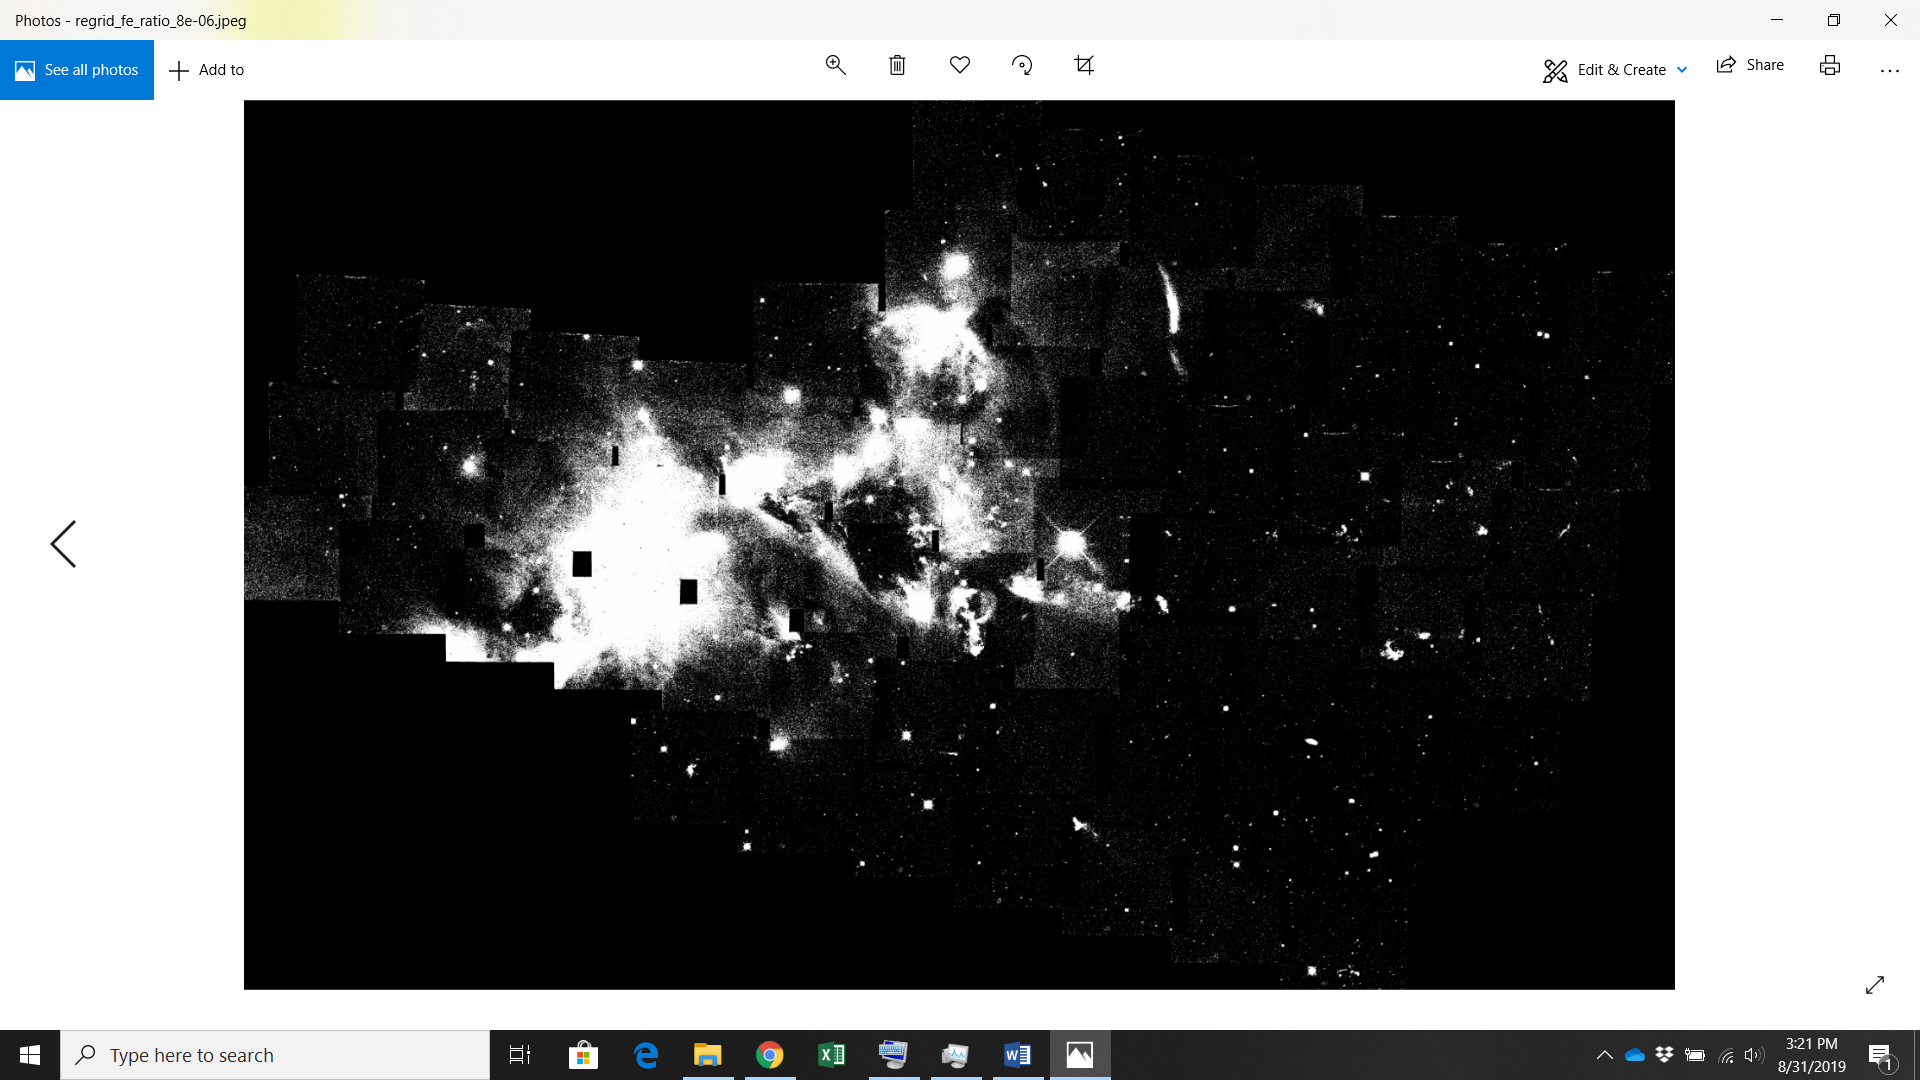 Photos - regrid_fe_ratio_8e-06.jpeg
See all photos
Add to
Edit & Create
Share
Type here to search
3:21 PM
8/31/2019
1